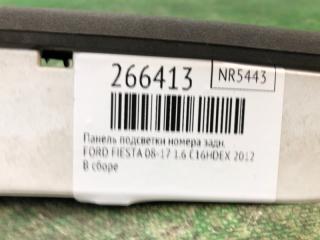 266413
NR5443
Панель подсветки номера задн.
FORD FIESTA 08-17 1.6 C16HDEX 2012
В сборе